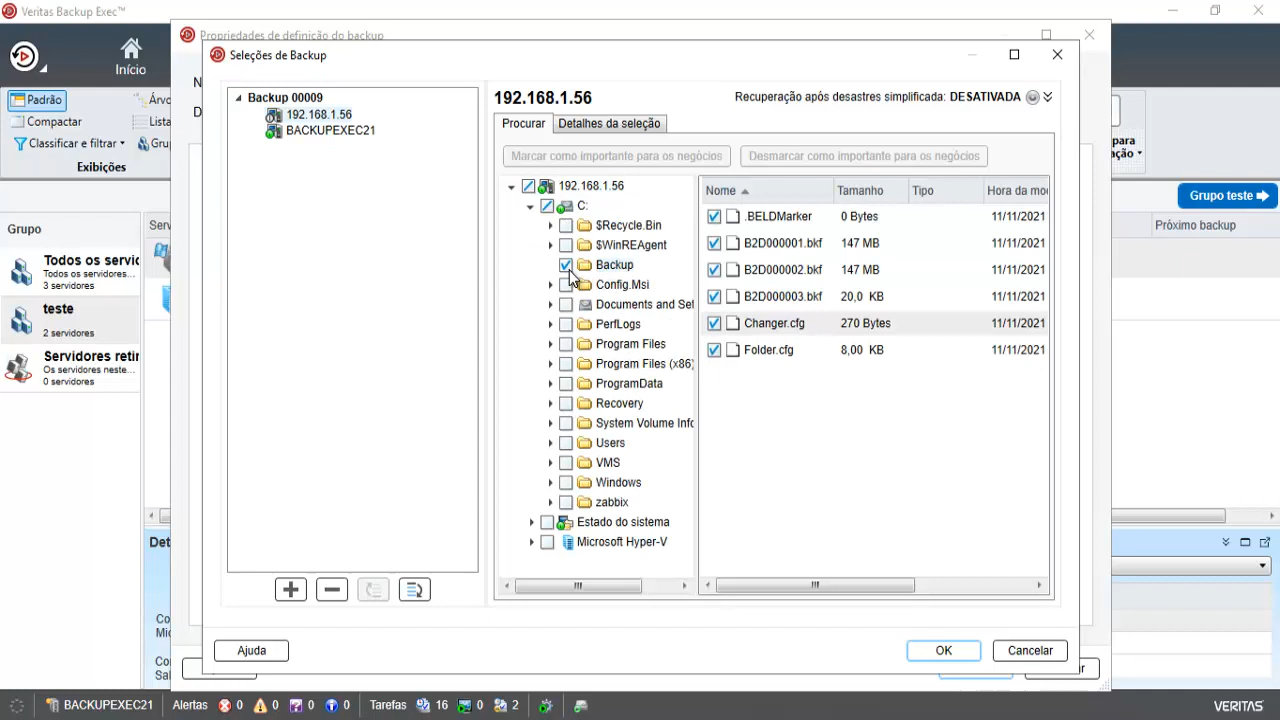 Veritas Backup Exec™
Início
Padrão
Compactar
Lista
Classificar e filtrar
Exibições
Grupo
Todos os servidores...
3 servidores
teste
2 servidores
Os servidores neste...
0 servidores
Propriedades de definição do backup
Seleções de Backup
Backup 00009
192.168.1.56
BACKUPEXEC21
192.168.1.56
Recuperação após desastres simplificada: DESATIVADA
Procurar
Detalhes da seleção
Marcar como importante para os negócios
Desmarcar como importante para os negócios
192.168.1.56
C:
$Recycle.Bin
$WinREAgent
Backup
Config.Msi
Documents and Set
PerfLogs
Program Files
Program Files (x86)
ProgramData
Recovery
System Volume Info
Users
VMS
Windows
zabbix
Estado do sistema
Microsoft Hyper-V
Nome Tamanho Tipo Hora da mo
.BELDMarker 0 Bytes 11/11/2021
B2D000001.bkf 147 MB 11/11/2021
B2D000002.bkf 147 MB 11/11/2021
B2D000003.bkf 20,0 KB 11/11/2021
Changer.cfg 270 Bytes 11/11/2021
Folder.cfg 8,00 KB 11/11/2021
Ajuda
OK
Cancelar
para
Grupo teste
Próximo backup
BACKUPEXEC21 Alertas 0 0 0 0 Tarefas 16 0 2
VERITAS